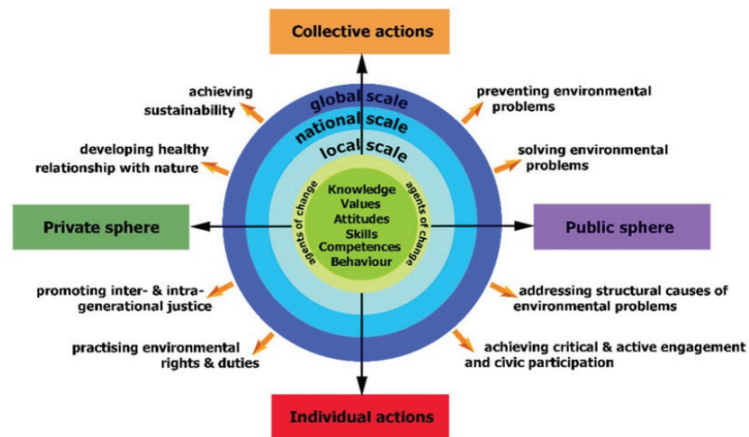 Collective actions
achieving
sustainability
preventing environmental
problems
global scale
national scale
local scale
developing healthy
relationship with nature
solving environmental
problems
agents of change
Knowledge
Values
Attitudes
Skills
Competences
Behaviour
agents of change
Private sphere
Public sphere
promoting inter- & intra-
generational justice
addressing structural causes of
environmental problems
practising environmental
rights & duties
achieving critical & active engagement
and civic participation
Individual actions